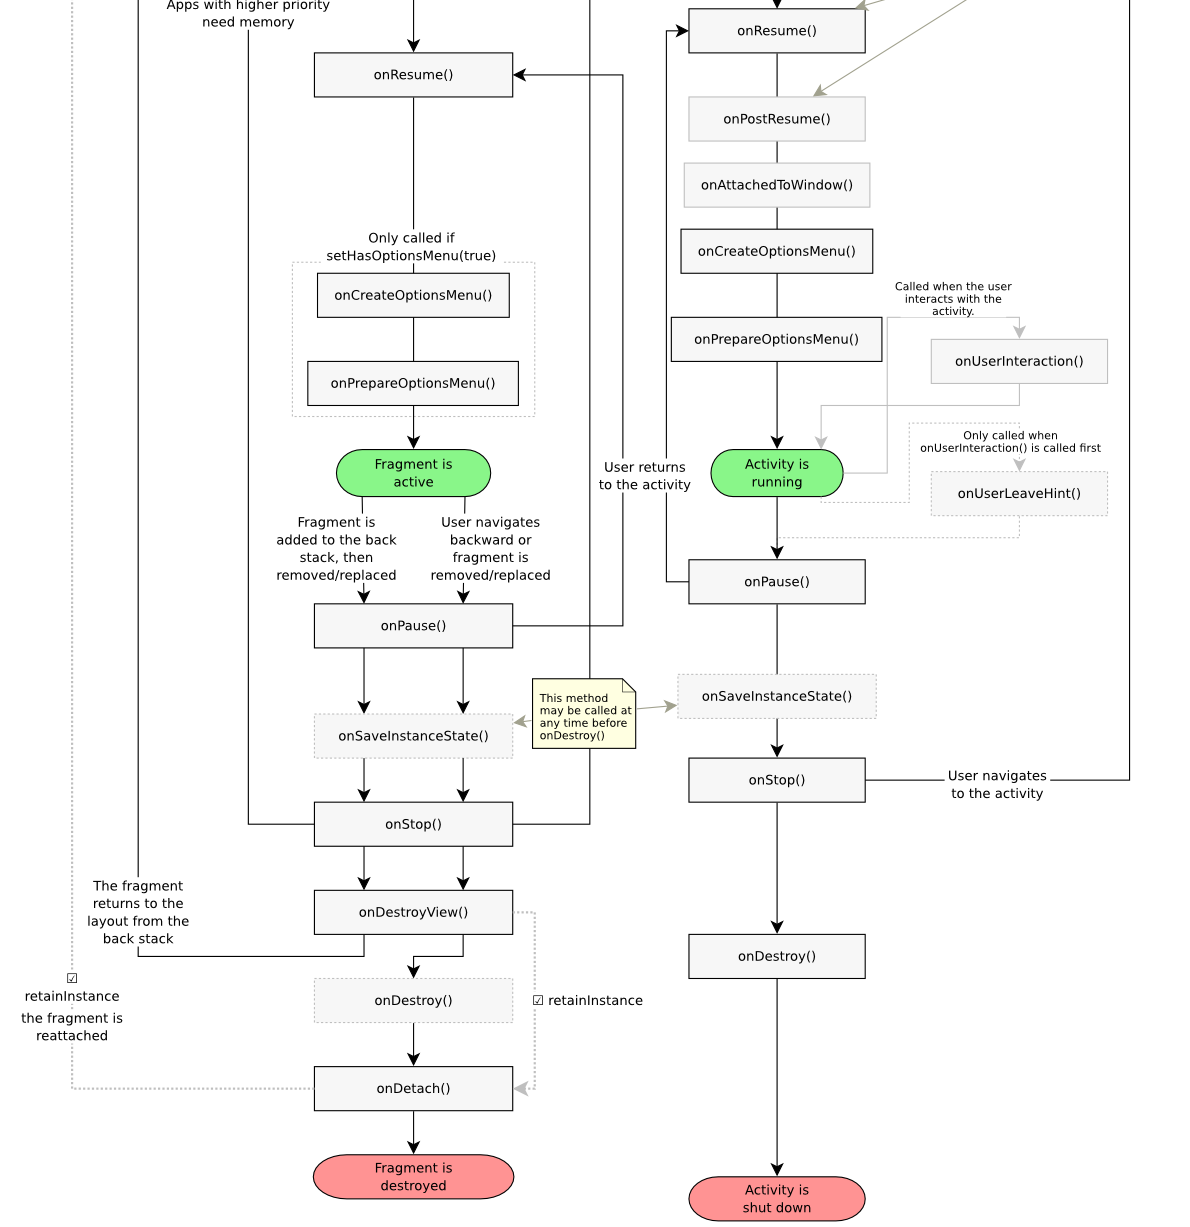 Apps with higher priority
need memory
onResume()
Only called if
setHasOptionsMenu(true)
onCreateOptionsMenu()
onPrepareOptionsMenu()
Fragment is
active
Fragment is
added to the back
stack, then
removed/replaced
User navigates
backward or
fragment is
removed/replaced
onPause()
onSaveInstanceState()
onStop()
onDestroyView()
The fragment
returns to the
layout from the
back stack
☑
retainInstance
the fragment is
reattached
onDestroy()
☑ retainInstance
onDetach()
Fragment is
destroyed
This method
may be called at
any time before
onDestroy()
User returns
to the activity
onResume()
onPostResume()
onAttachedToWindow()
onCreateOptionsMenu()
onPrepareOptionsMenu()
Called when the user
interacts with the
activity.
onUserInteraction()
Activity is
running
Only called when
onUserInteraction() is called first
onUserLeaveHint()
onPause()
onSaveInstanceState()
onStop()
User navigates
to the activity
onDestroy()
Activity is
shut down